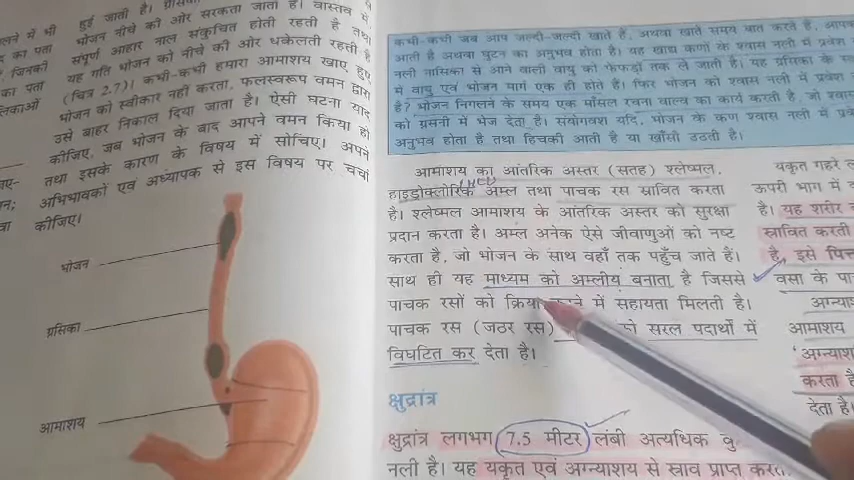 हुई जाती है।
भोजन नीचे की ओर सरकता जाता है। वास्तव में
संपूर्ण आहार नाल संकुचित होती रहती है तथा
यह गति भोजन को नीचे की ओर धकेलती रहती है
(चित्र 2.7)। कभी-कभी हमारा आमाशय खाए हुए
भोजन को स्वीकार नहीं करता, फलस्वरूप वमन द्वारा
उसे बाहर निकाल दिया जाता है। ऐसी घटना याद
कीजिए, जब भोजन के बाद आपने वमन किया हो
तथा इसके कारण के विषय में सोचिए। अपने
अभिभावकों एवं अध्यापक से इस विषय पर चर्चा
कीजिए।
भोजन
ग्रसिका
आमाशय
कभी-कभी जब आप जल्दी-जल्दी खाते हैं, अथवा खाते समय बात करते हैं, आपको
आती है अथवा घुटन का अनुभव होता है। यह खाद्य कणों के श्वास नली में प्रवेश
नली नासिका से आने वाली वायु को फेफड़ों तक ले जाती है। यह ग्रसिका के
में वायु एवं भोजन मार्ग एक ही होते हैं। फिर भोजन को श्वास नली में प्रवेश
है? भोजन निगलने के समय एक माँसल रचना वाल्व का कार्य करती है, जो श्वास
को ग्रसनी में भेज देता है। संयोगवश यदि, भोजन के कण श्वास नली में प्रवेश
अनुभव होता है तथा हिचकी आती है या खाँसी उठती है।
आमाशय का आंतरिक अस्तर (सतह) श्लेष्मल,
हाइड्रोक्लोरिक अम्ल तथा पाचक रस स्रावित करता
है। श्लेष्मल आमाशय के आंतरिक अस्तर को सुरक्षा
प्रदान करता है। अम्ल अनेक ऐसे जीवाणुओं को नष्ट
करता है, जो भोजन के साथ वहाँ तक पहुँच जाते हैं।
साथ ही यह माध्यम को अम्लीय बनाता है जिससे
पाचक रसों को क्रिया करने में सहायता मिलती है।
पाचक रस (जठर रस) को सरल पदार्थों में
विघटित कर देता है।
क्षुद्रांत्र
क्षुद्रांत्र लगभग 7.5 मीटर लंबी अत्यधिक
नली है। यह यकृत एवं अग्न्याशय से स्राव प्राप्त करती
यकृत गहरे
ऊपरी भाग में
है। यह शरीर
स्रावित करती
है, इसे पित्त
वसा के
आमाशय
करता है
देता है।